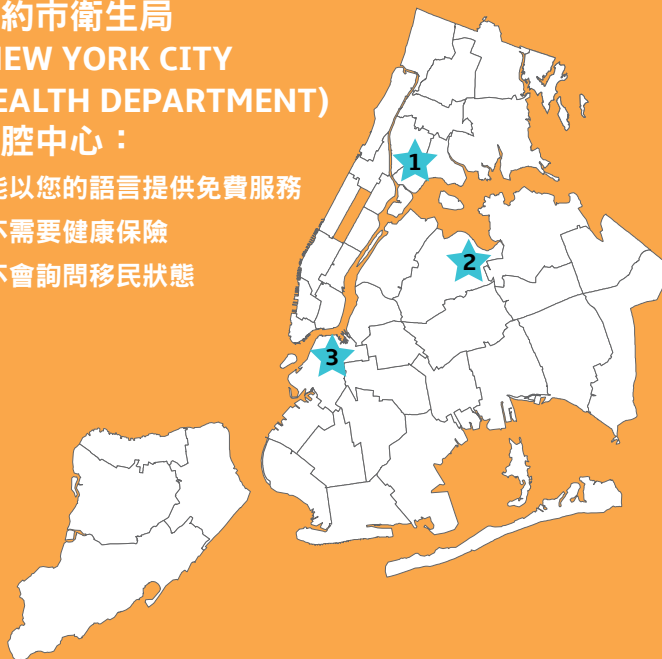 約市衛生局
NEW YORK CITY
EALTH DEPARTMENT)
腔中心：
能以您的語言提供免費服務
不需要健康保險
不會詢問移民狀態
1
2
3